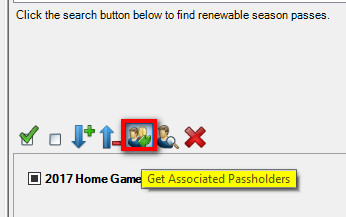 Click the search button below to find renewable season passes.
2017 Home Game Get Associated Passholders